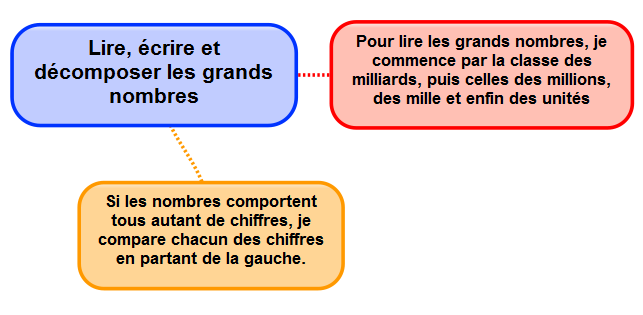 Lire, écrire et
décomposer les grands
nombres
Pour lire les grands nombres, je
commence par la classe des
milliards, puis celles des millions,
des mille et enfin des unités
Si les nombres comportent
tous autant de chiffres, je
compare chacun des chiffres
en partant de la gauche.